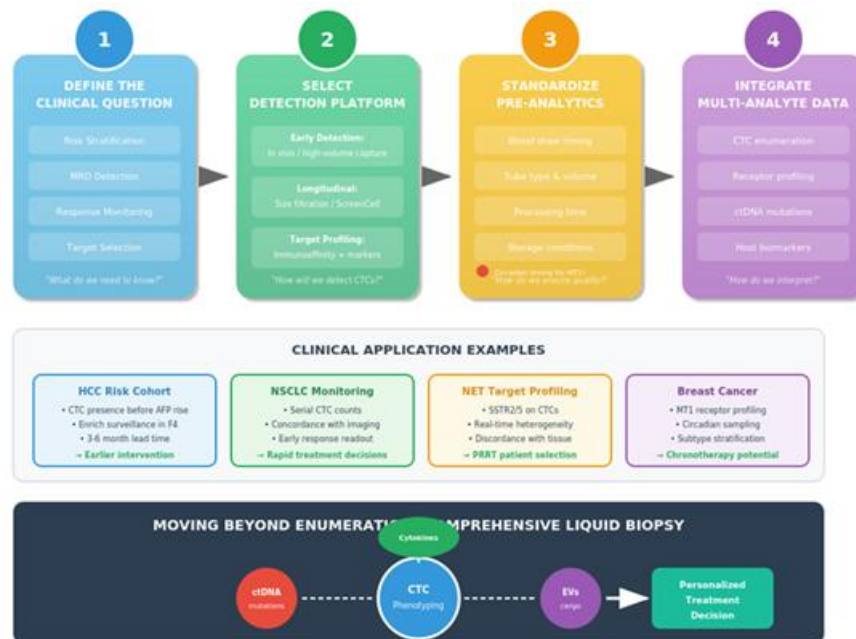 1
2
3
4
DEFINE THE
CLINICAL QUESTION
Risk Stratification
MRD Detection
Response Monitoring
Target Selection
"What do we need to know?"
SELECT
DETECTION PLATFORM
Early Detection:
In vivo / high-volume capture
Longitudinal:
Size filtration / ScreenCell
Target Profiling:
Immunoaffinity + markers
"How will we detect CTCs?"
STANDARDIZE
PRE-ANALYTICS
Blood draw timing
Tube type & volume
Processing time
Storage conditions
"How do we ensure quality?"
INTEGRATE
MULTI-ANALYTE DATA
CTC enumeration
Receptor profiling
ctDNA mutations
Host biomarkers
"How do we interpret?"
CLINICAL APPLICATION EXAMPLES
HCC Risk Cohort
• CTC presence before AFP rise
• Enrich surveillance in F4
• 3-6 month lead time
→ Earlier intervention
NSCLC Monitoring
• Serial CTC counts
• Concordance with imaging
• Early response readout
→ Rapid treatment decisions
NET Target Profiling
• SSTR2/5 on CTCs
• Real-time heterogeneity
• Discordance with tissue
→ PRRT patient selection
Breast Cancer
• MT1 receptor profiling
• Circadian sampling
• Subtype stratification
→ Chronotherapy potential
MOVING BEYOND LIQUID BIOPSY
Cytokines
ctDNA
mutations
CTC
Phenotyping
EVs
cargo
Personalized
Treatment
Decision